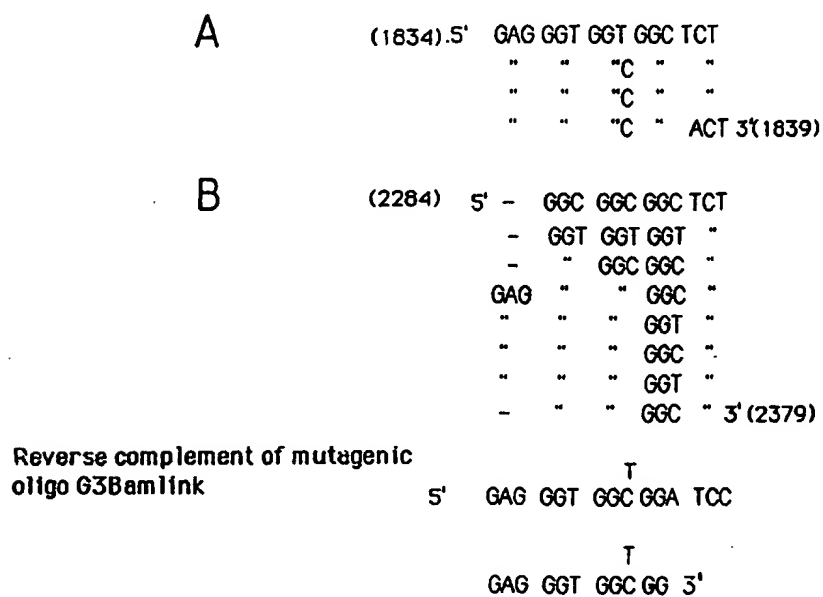 A (1834).5' GAG GGT GGT GGC TCT
" " "C " "
" " "C " "
" " "C " ACT 3'(1839)
B (2284) 5' - GGC GGC GGC TCT
- GGT GGT GGT "
- " GGC GGC "
GAG " " GGC "
" " " GGT "
" " " GGC "
" " " GGT "
- " " GGC " 3'(2379)
Reverse complement of mutagenic
oligo G3Bamlink
T
5' GAG GGT GGC GGA TCC
T
GAG GGT GGC GG 3'